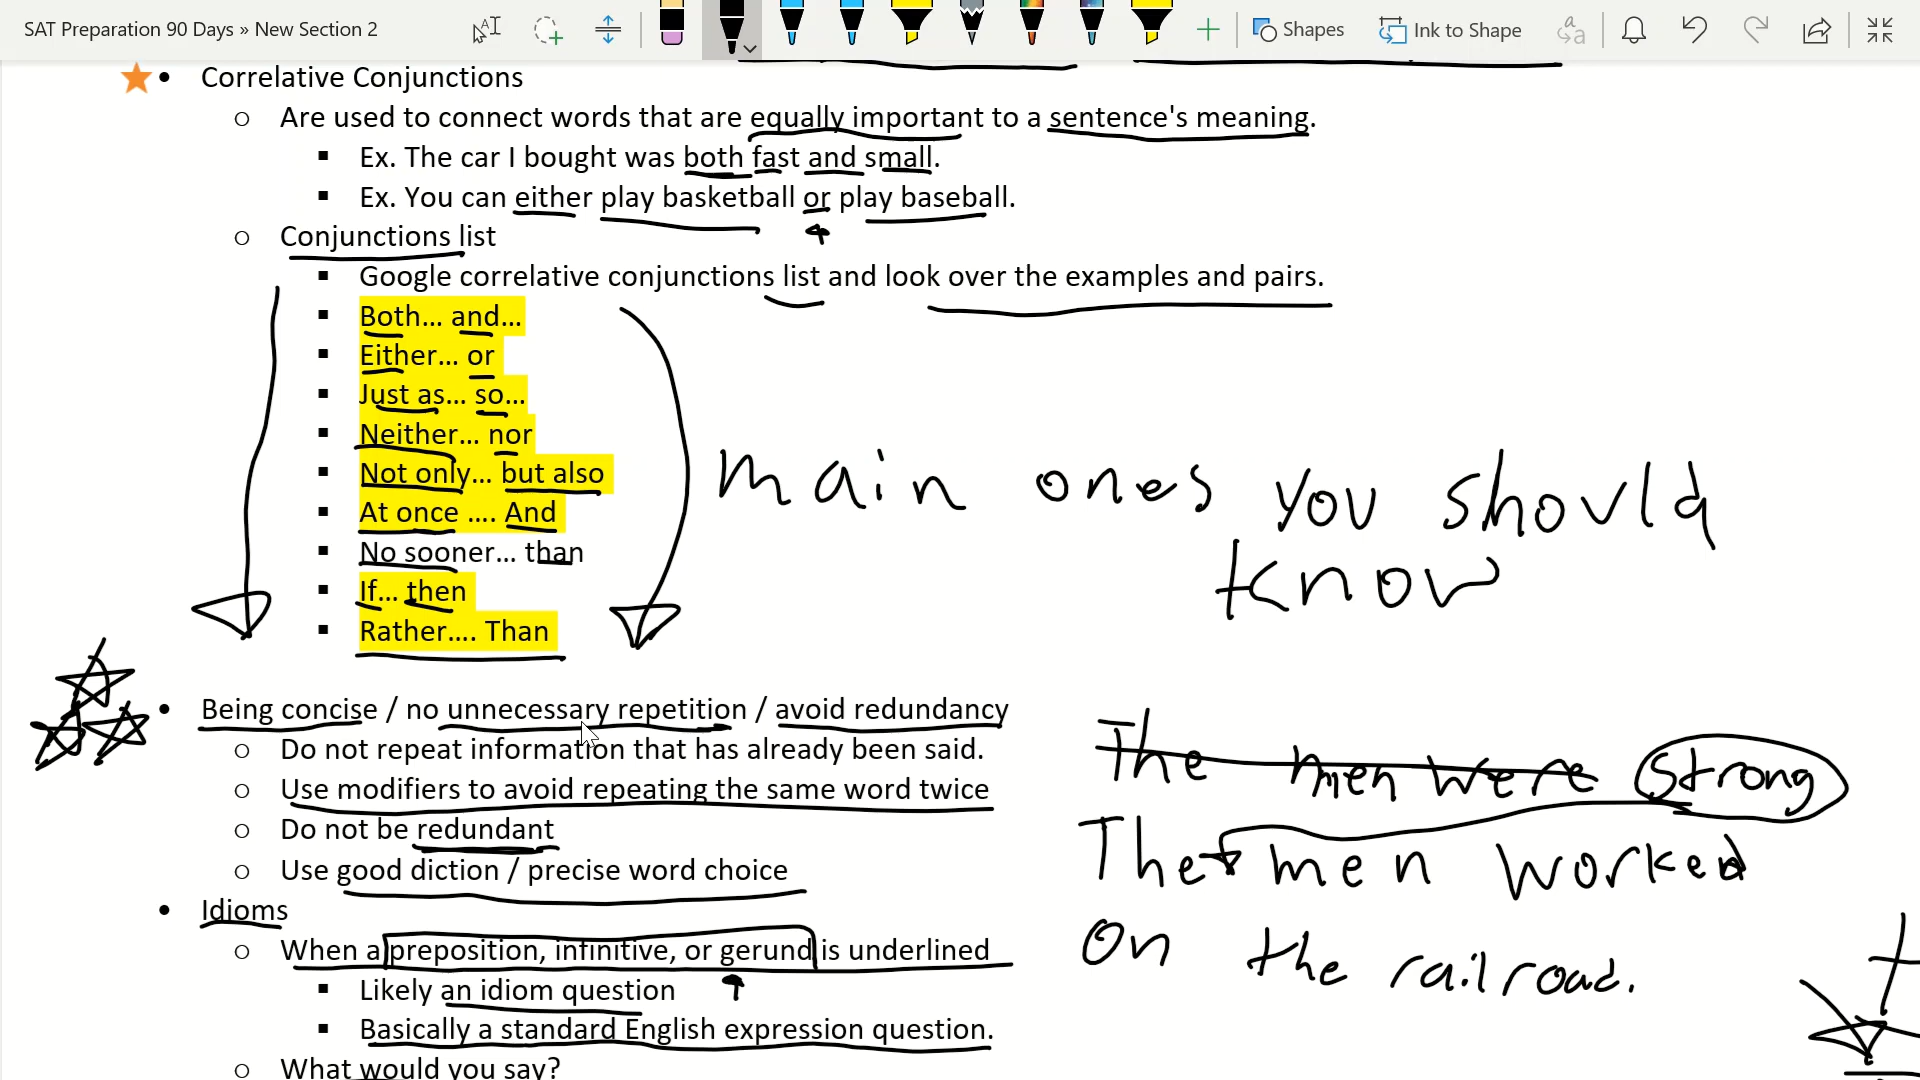 SAT Preparation 90 Days » New Section 2
Shapes
Ink to Shape
Correlative Conjunctions
Are used to connect words that are equally important to a sentence's meaning.
Ex. The car I bought was both fast and small.
Ex. You can either play basketball or play baseball.
Conjunctions list
Google correlative conjunctions list and look over the examples and pairs.
Both... and...
Either... or
Just as... so...
Neither... nor
Not only... but also
At once .... And
No sooner... than
If... then
Rather.... Than
main ones you should
know
Being concise / no unnecessary repetition / avoid redundancy
Do not repeat information that has already been said.
Use modifiers to avoid repeating the same word twice
Do not be redundant
Use good diction / precise word choice
The men were strong
The men worked
on the railroad.
Idioms
When a preposition, infinitive, or gerund is underlined
Likely an idiom question
Basically a standard English expression question.
What would you say?